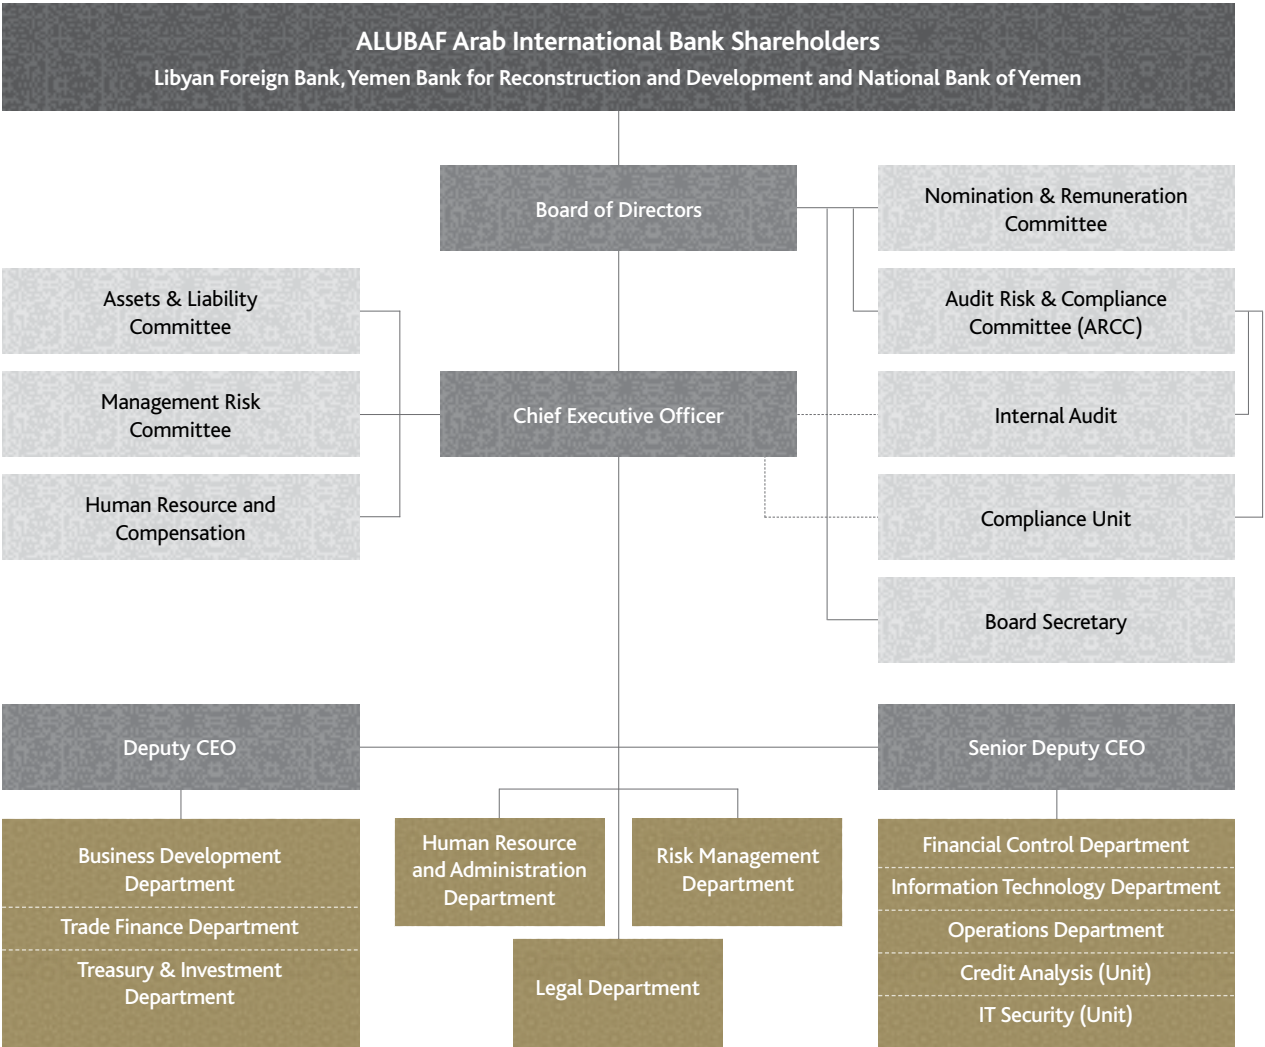 ALUBAF Arab International Bank Shareholders
Libyan Foreign Bank, Yemen Bank for Reconstruction and Development and National Bank of Yemen
Board of Directors
Nomination & Remuneration
Committee
Assets & Liability
Committee
Audit Risk & Compliance
Committee (ARCC)
Management Risk
Committee
Chief Executive Officer
Internal Audit
Human Resource and
Compensation
Compliance Unit
Board Secretary
Deputy CEO
Senior Deputy CEO
Business Development
Department
Trade Finance Department
Treasury & Investment
Department
Human Resource
and Administration
Department
Risk Management
Department
Legal Department
Financial Control Department
Information Technology Department
Operations Department
Credit Analysis (Unit)
IT Security (Unit)